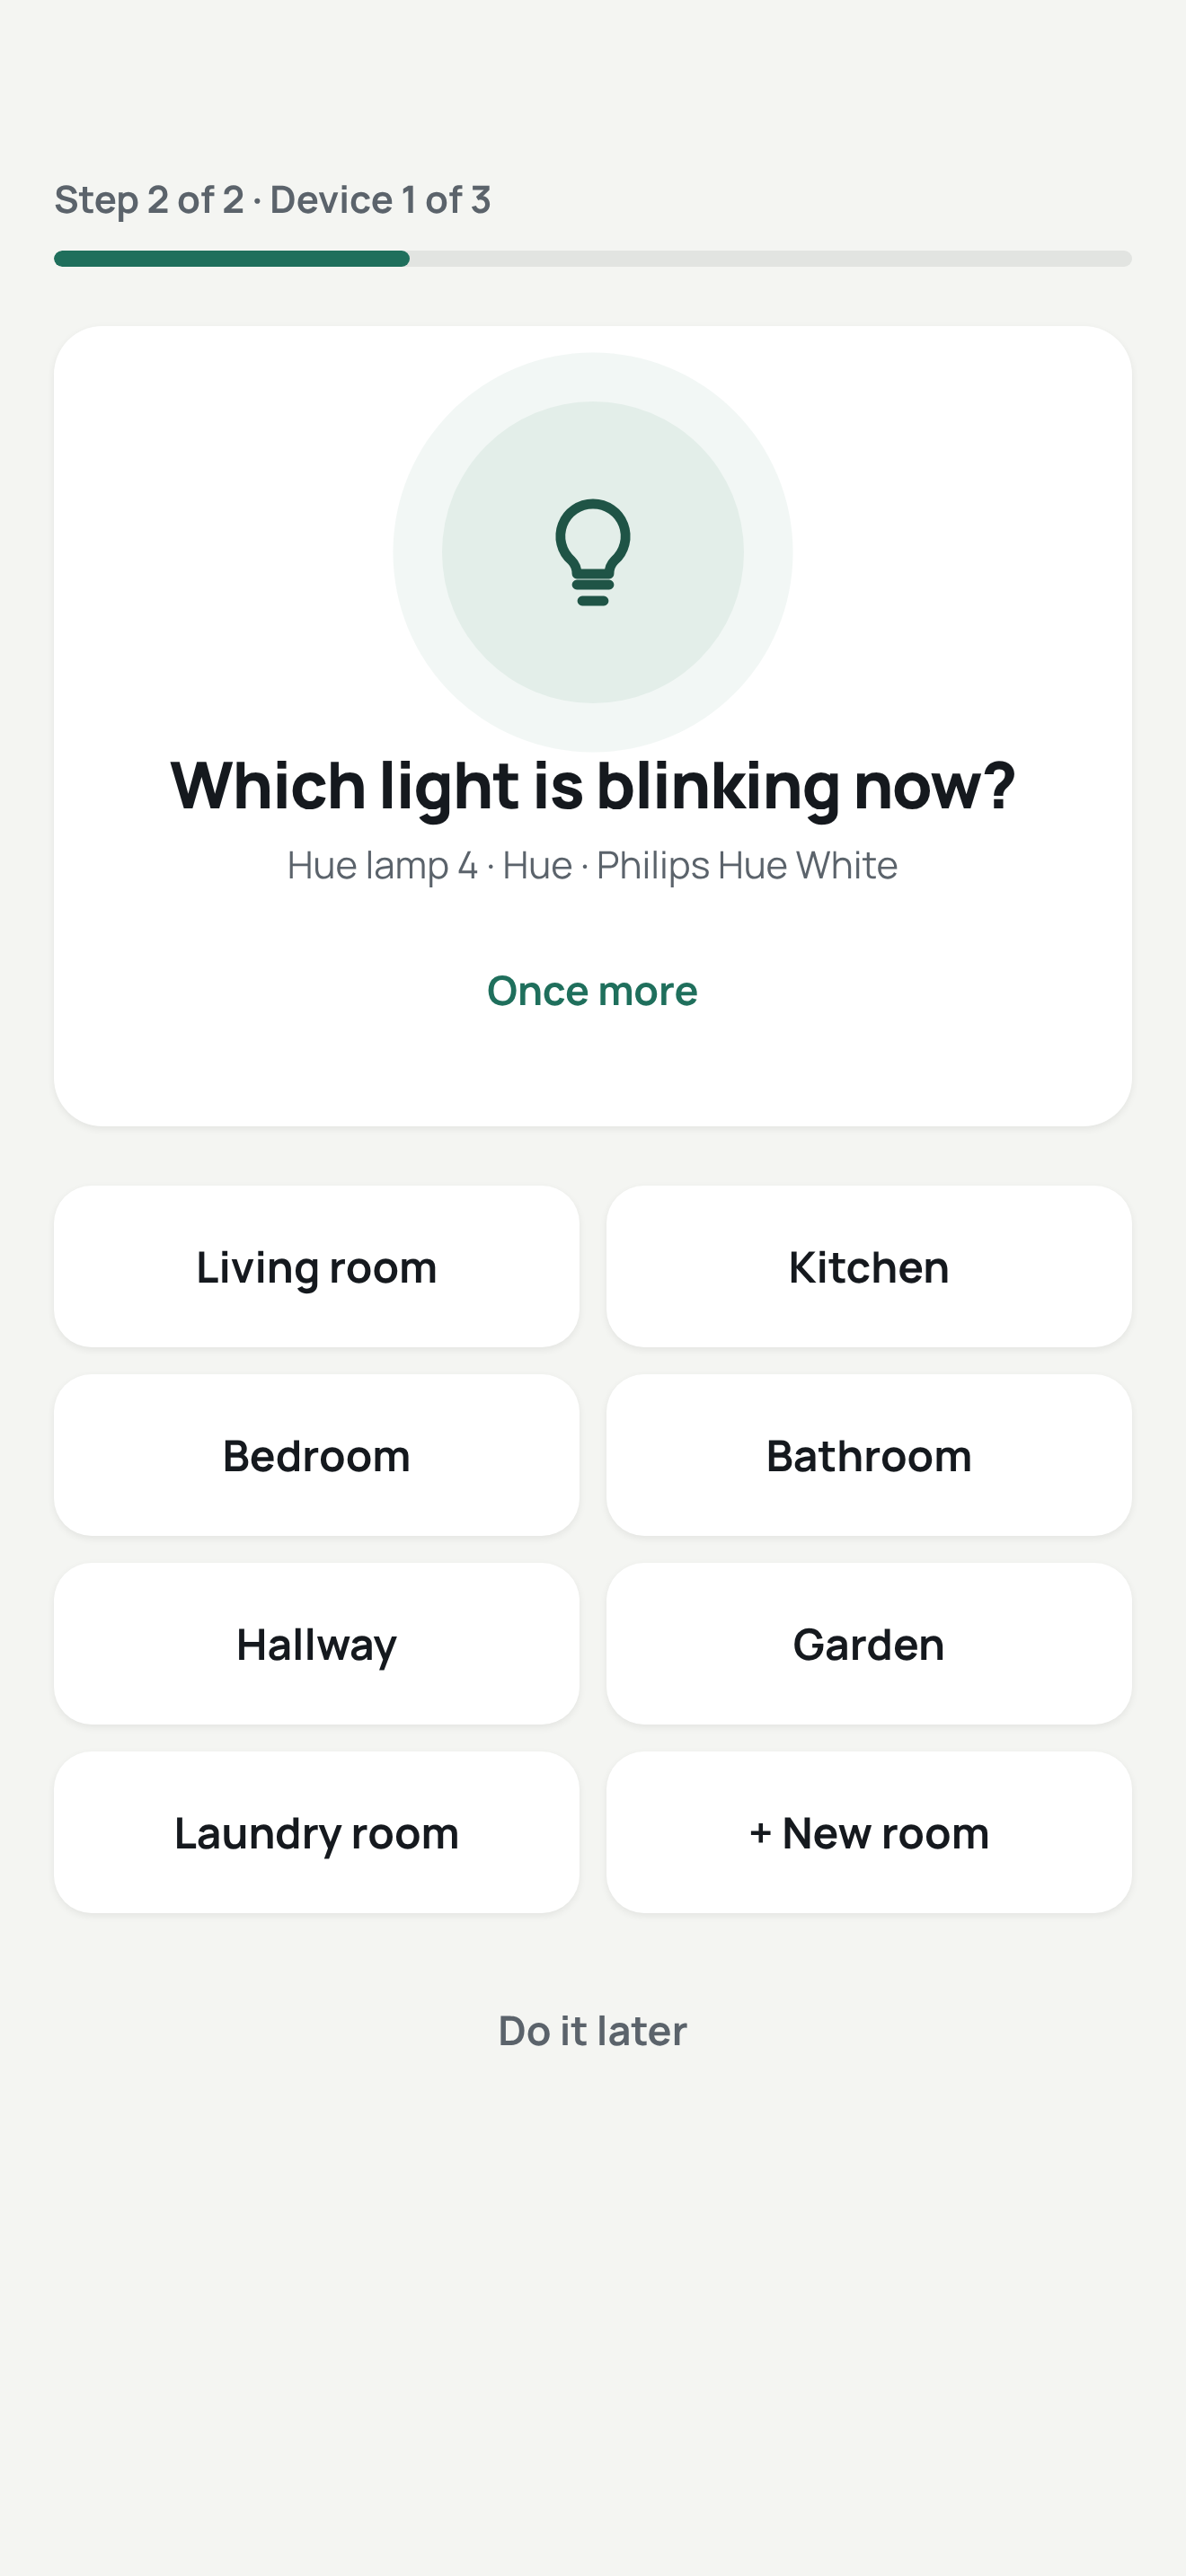 Step 2 of 2 · Device 1 of 3
Which light is blinking now?
Hue lamp 4 · Hue · Philips Hue White
Once more
Living room
Kitchen
Bedroom
Bathroom
Hallway
Garden
Laundry room
+ New room
Do it later